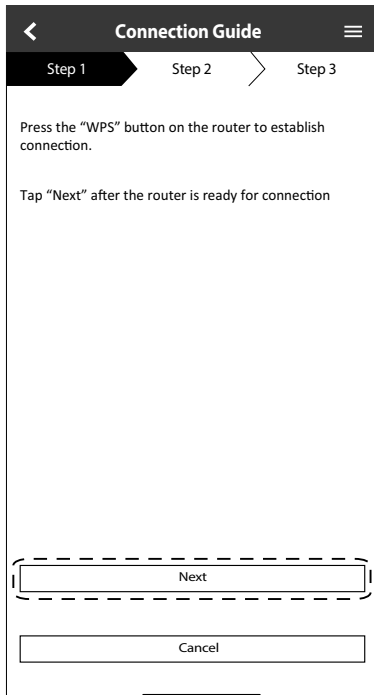 Connection Guide
Step 1 Step 2 Step 3
Press the “WPS” button on the router to establish
connection.
Tap “Next” after the router is ready for connection
Next
Cancel